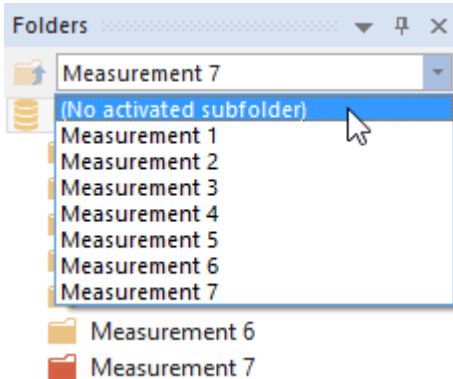 Folders
Measurement 7
(No activated subfolder)
Measurement 1
Measurement 2
Measurement 3
Measurement 4
Measurement 5
Measurement 6
Measurement 7
Measurement 6
Measurement 7